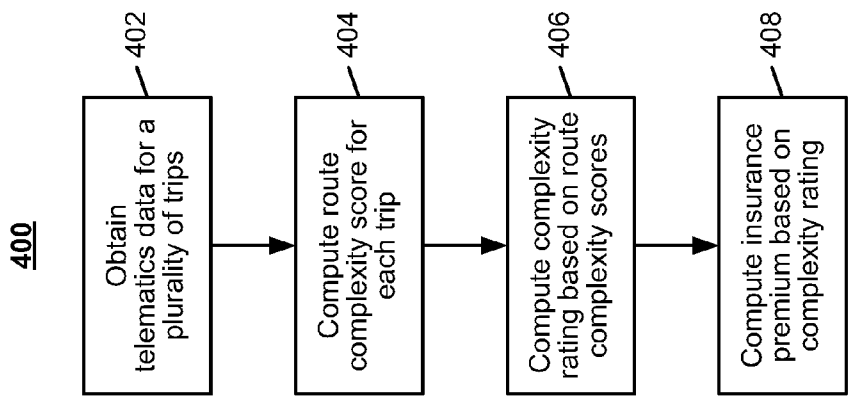 400
402
Obtain
telematics data for a
plurality of trips
404
Compute route
complexity score for
each trip
406
Compute complexity
rating based on route
complexity scores
408
Compute insurance
premium based on
complexity rating